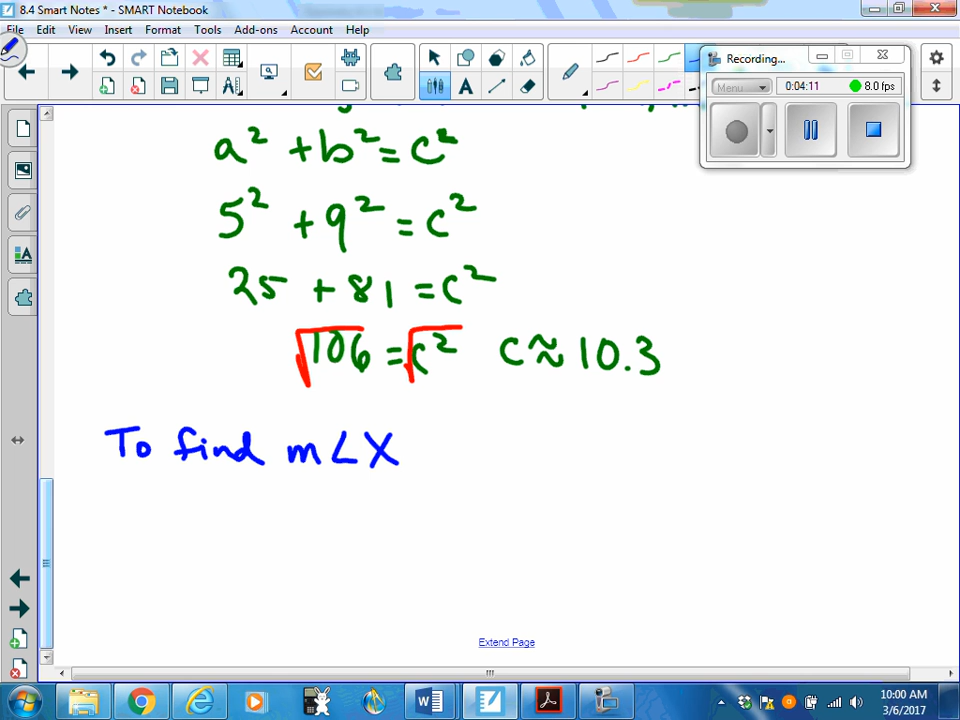 8.4 Smart Notes * - SMART Notebook
File Edit View Insert Format Tools Add-ons Account Help
Recording...
Menu 0:04:11 8.0 fps
a² + b² = c²
5² + 9² = c²
25 + 81 = c²
√106 = √c² c ≈ 10.3
To find m∠X
Extend Page
10:00 AM
3/6/2017